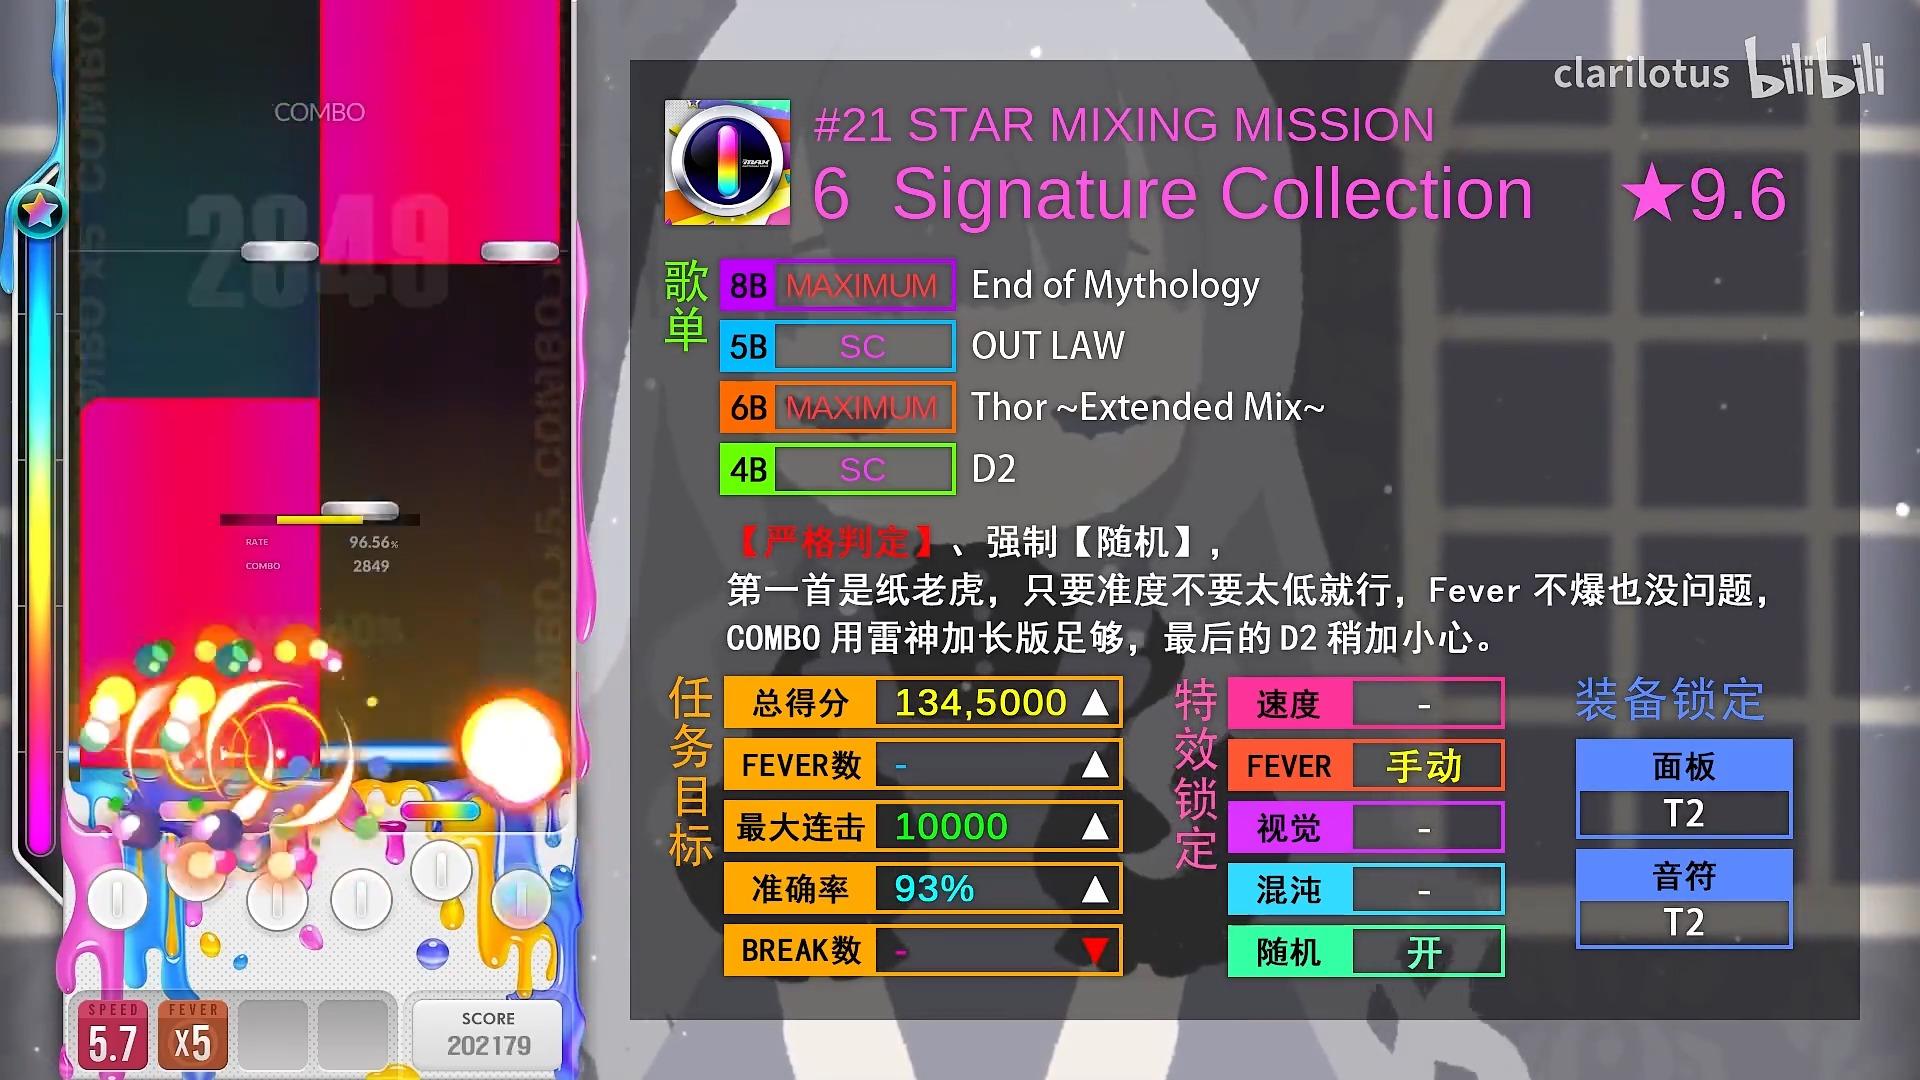 clarilotus bilibili
COMBO
2849
RATE 96.56%
COMBO 2849
SPEED
5.7
FEVER
x5
SCORE
202179
#21 STAR MIXING MISSION
6 Signature Collection ★9.6
歌单
8B MAXIMUM End of Mythology
5B SC OUT LAW
6B MAXIMUM Thor ~Extended Mix~
4B SC D2
【严格判定】、强制【随机】,
第一首是纸老虎,只要准度不要太低就行,Fever 不爆也没问题,
COMBO 用雷神加长版足够,最后的 D2 稍加小心。
任务目标
总得分 134,5000 ▲
FEVER数 - ▲
最大连击 10000 ▲
准确率 93% ▲
BREAK数 - ▼
特效锁定
速度 -
FEVER 手动
视觉 -
混沌 -
随机 开
装备锁定
面板
T2
音符
T2